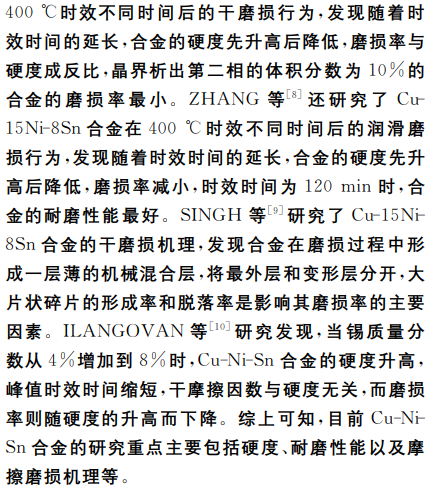 400 ℃时效不同时间后的干磨损行为,发现随着时
效时间的延长,合金的硬度先升高后降低,磨损率与
硬度成反比,晶界析出第二相的体积分数为 10%的
合金的磨损率最小。ZHANG 等[8]还研究了 Cu-
15Ni-8Sn 合金在 400 ℃时效不同时间后的润滑磨
损行为,发现随着时效时间的延长,合金的硬度先升
高后降低,磨损率减小,时效时间为 120 min 时,合
金的耐磨性能最好。SINGH 等[9]研究了 Cu-15Ni-
8Sn 合金的干磨损机理,发现合金在磨损过程中形
成一层薄的机械混合层,将最外层和变形层分开,大
片状碎片的形成率和脱落率是影响其磨损率的主要
因素。ILANGOVAN 等[10]研究发现,当锡质量分
数从 4%增加到 8%时,Cu-Ni-Sn 合金的硬度升高,
峰值时效时间缩短,干摩擦因数与硬度无关,而磨损
率则随硬度的升高而下降。综上可知,目前 Cu-Ni-
Sn 合金的研究重点主要包括硬度、耐磨性能以及摩
擦磨损机理等。